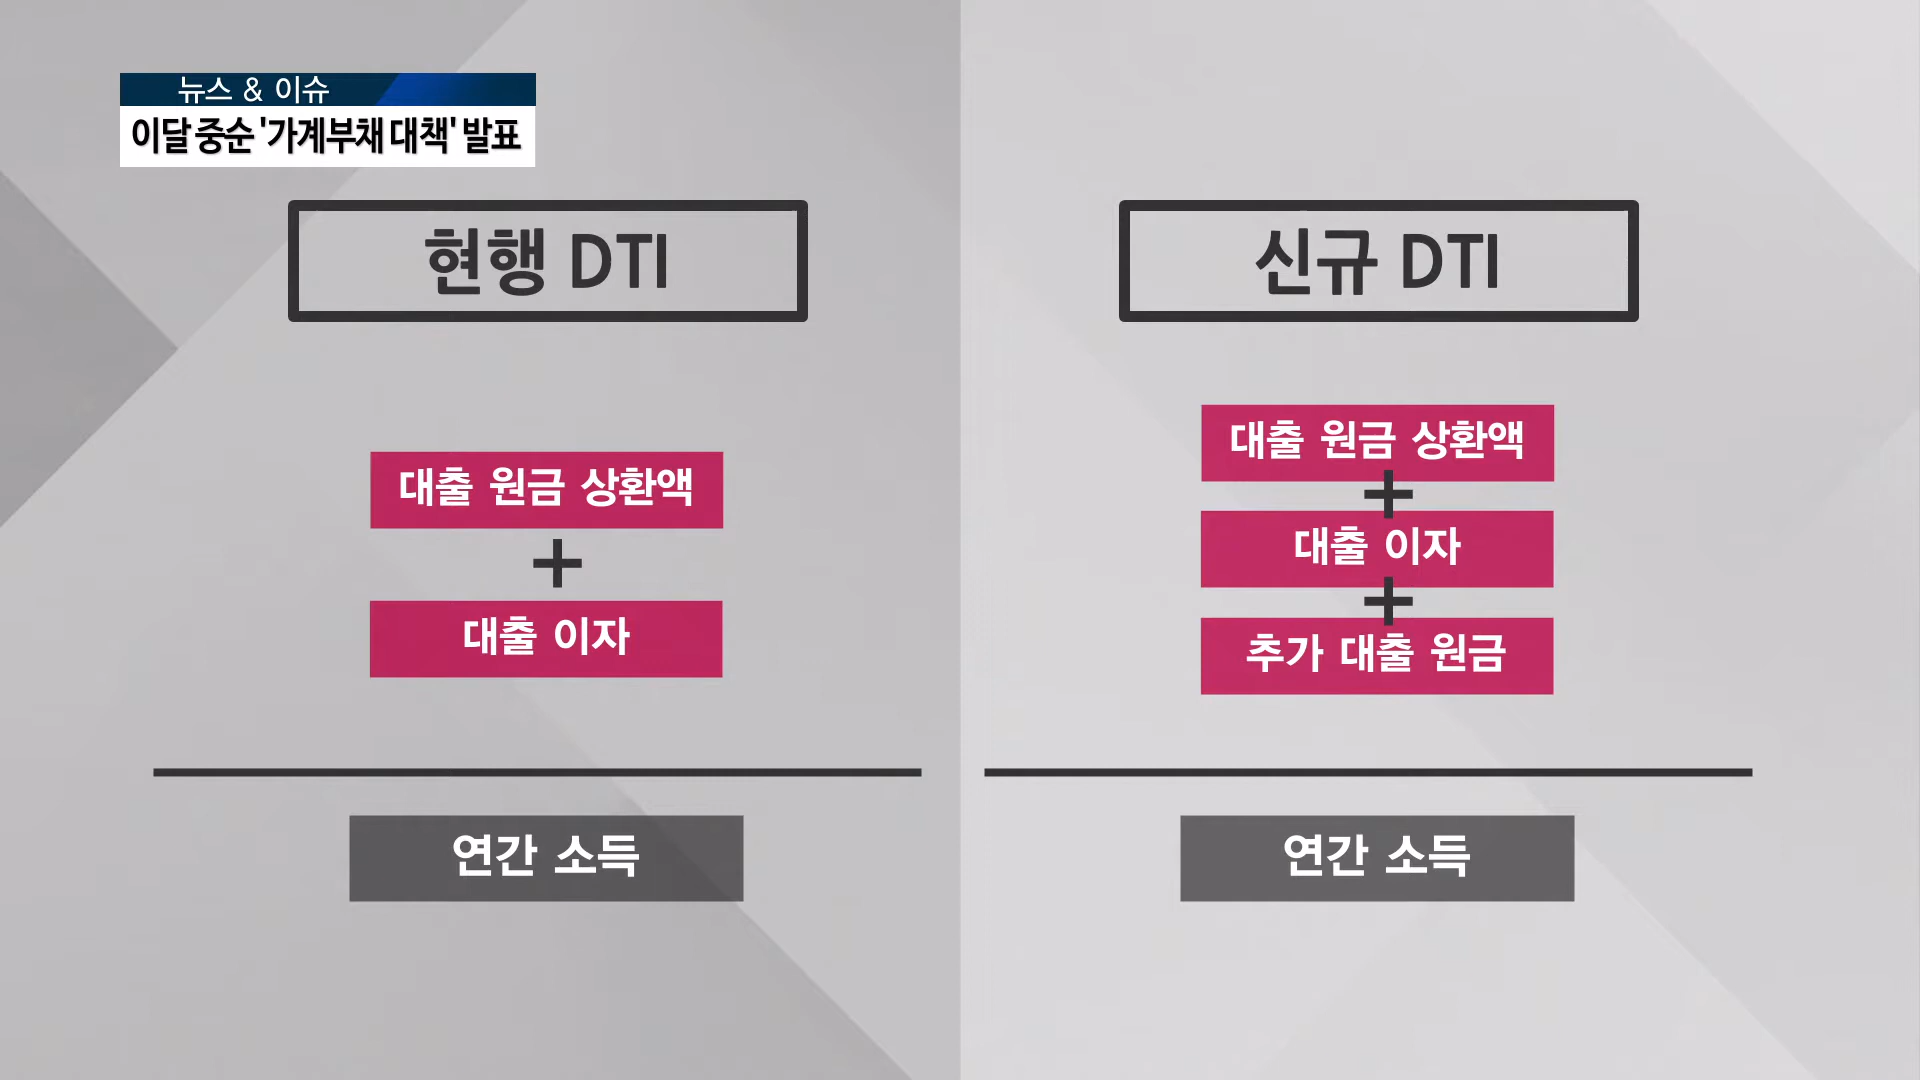 뉴스 & 이슈
이달 중순 '가계부채 대책' 발표
현행 DTI
대출 원금 상환액
+
대출 이자
연간 소득
신규 DTI
대출 원금 상환액
+
대출 이자
+
추가 대출 원금
연간 소득